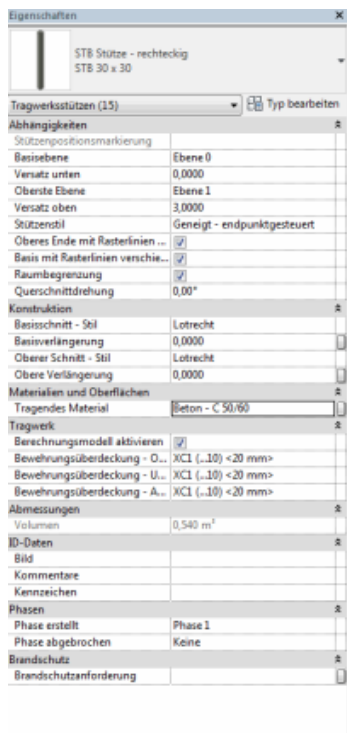 Eigenschaften
STB Stütze - rechteckig
STB 30 x 30
Tragwerksstützen (15) Typ bearbeiten
Abhängigkeiten
Stützenpositionsmarkierung
Basisebene Ebene 0
Versatz unten 0,0000
Oberste Ebene Ebene 1
Versatz oben 3,0000
Stützenstil Geneigt - endpunktgesteuert
Oberes Ende mit Rasterlinien ...
Basis mit Rasterlinien verschie...
Raumbegrenzung
Querschnittdrehung 0,00°
Konstruktion
Basisschnitt - Stil Lotrecht
Basisverlängerung 0,0000
Oberer Schnitt - Stil Lotrecht
Obere Verlängerung 0,0000
Materialien und Oberflächen
Tragendes Material Beton - C 50/60
Tragwerk
Berechnungsmodell aktivieren
Bewehrungsüberdeckung - O... XC1 (...10) <20 mm>
Bewehrungsüberdeckung - U... XC1 (...10) <20 mm>
Bewehrungsüberdeckung - A... XC1 (...10) <20 mm>
Abmessungen
Volumen 0,540 m³
ID-Daten
Bild
Kommentare
Kennzeichen
Phasen
Phase erstellt Phase 1
Phase abgebrochen Keine
Brandschutz
Brandschutzanforderung